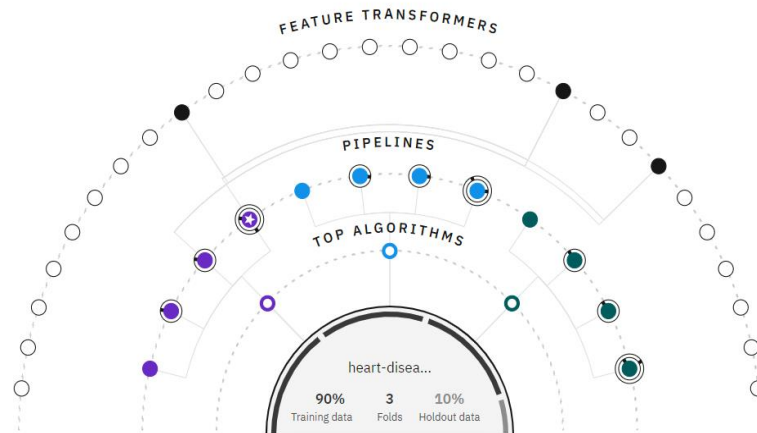 FEATURE TRANSFORMERS
PIPELINES
TOP ALGORITHMS
heart-disea...
90% 3 10%
Training data Folds Holdout data